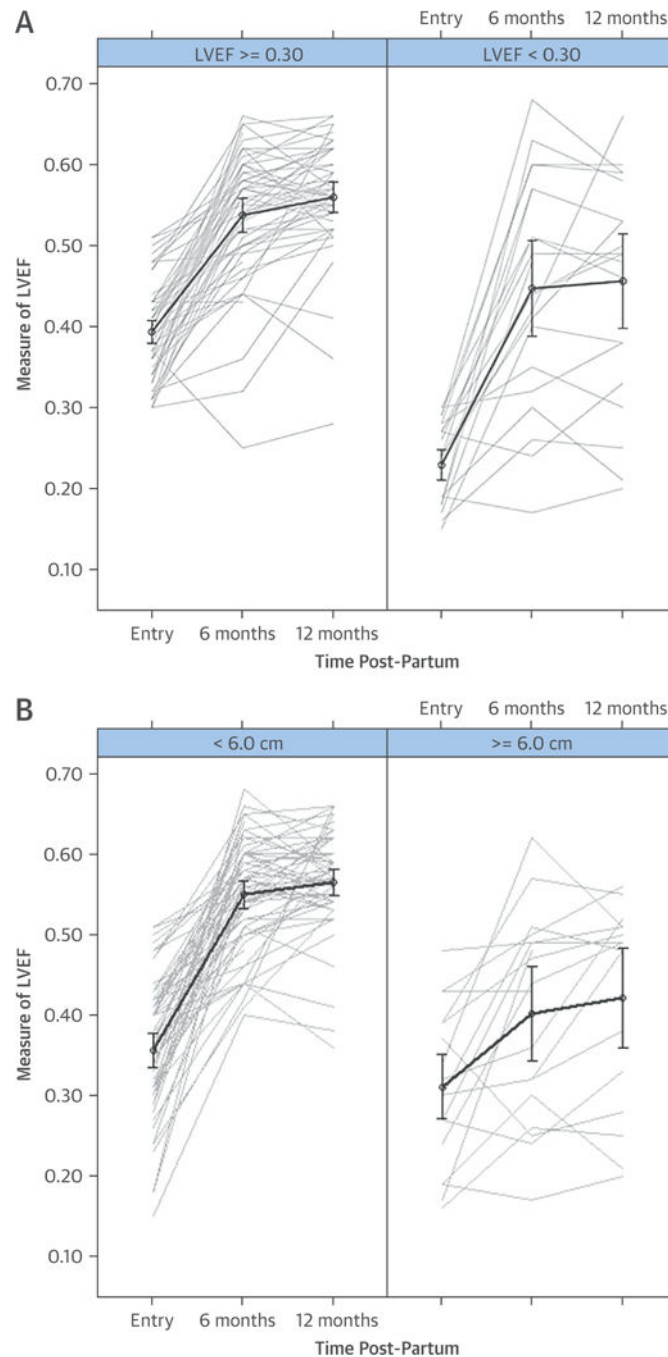 A
Entry 6 months 12 months
LVEF >= 0.30 LVEF < 0.30
0.70
0.60
0.50
0.40
0.30
0.20
0.10
Measure of LVEF
Entry 6 months 12 months
Time Post-Partum
B
Entry 6 months 12 months
< 6.0 cm >= 6.0 cm
0.70
0.60
0.50
0.40
0.30
0.20
0.10
Measure of LVEF
Entry 6 months 12 months
Time Post-Partum